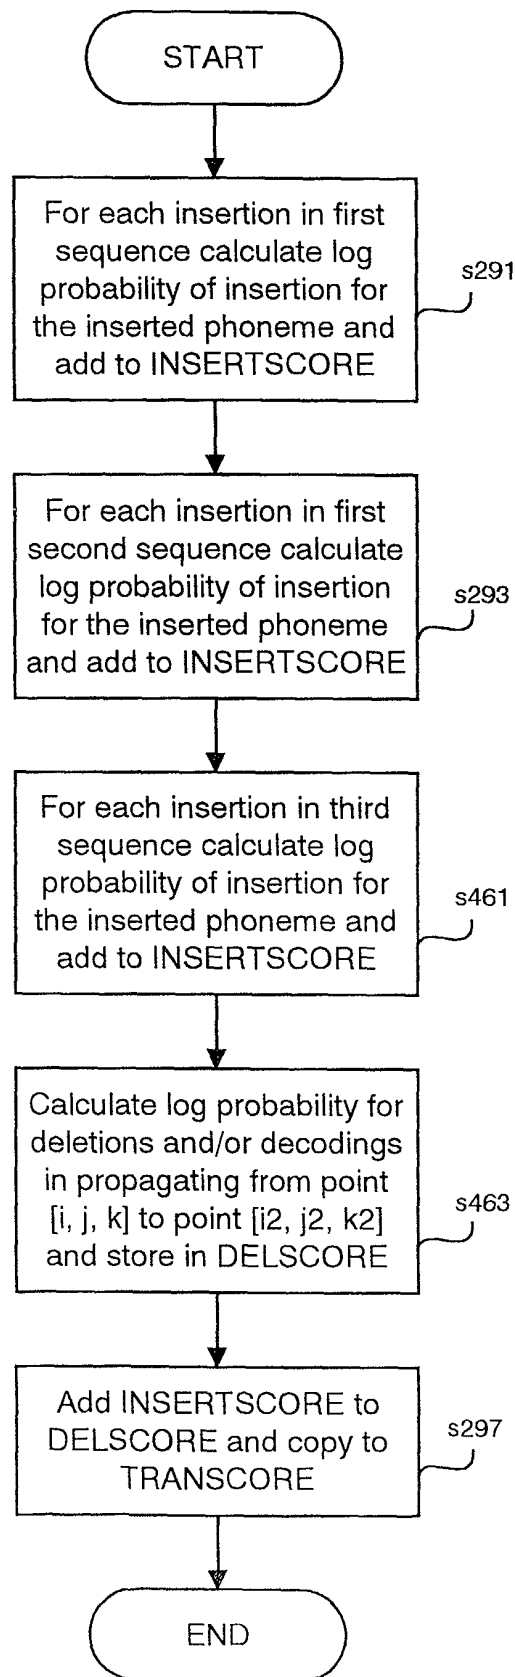 START
For each insertion in first
sequence calculate log
probability of insertion for
the inserted phoneme and
add to INSERTSCORE
s291
For each insertion in first
second sequence calculate
log probability of insertion
for the inserted phoneme
and add to INSERTSCORE
s293
For each insertion in third
sequence calculate log
probability of insertion for
the inserted phoneme and
add to INSERTSCORE
s461
Calculate log probability for
deletions and/or decodings
in propagating from point
[i, j, k] to point [i2, j2, k2]
and store in DELSCORE
s463
Add INSERTSCORE to
DELSCORE and copy to
TRANSCORE
s297
END